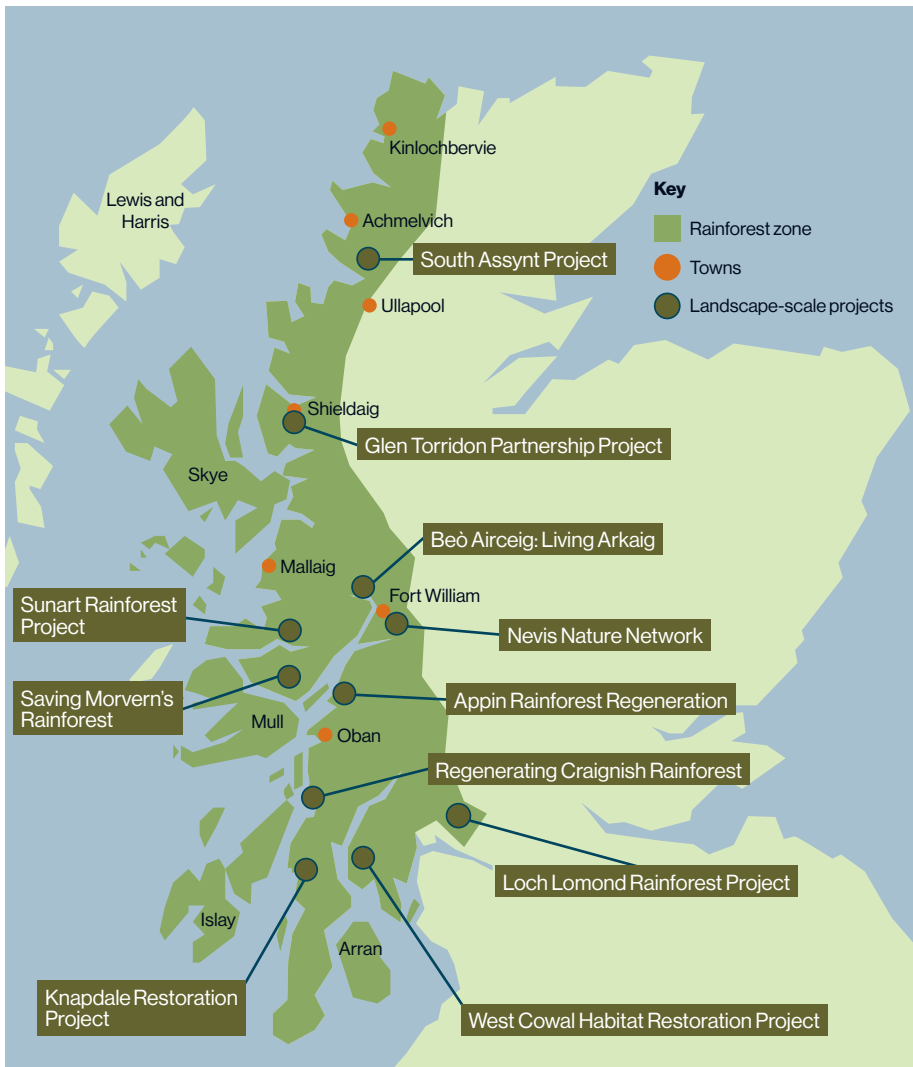 Kinlochbervie
Lewis and
Harris
Key
Rainforest zone
Towns
Landscape-scale projects
Achmelvich
South Assynt Project
Ullapool
Shieldaig
Glen Torridon Partnership Project
Skye
Beò Airceig: Living Arkaig
Mallaig
Fort William
Sunart Rainforest
Project
Nevis Nature Network
Saving Morvern's
Rainforest
Appin Rainforest Regeneration
Mull
Oban
Regenerating Craignish Rainforest
Loch Lomond Rainforest Project
Islay
Arran
Knapdale Restoration
Project
West Cowal Habitat Restoration Project